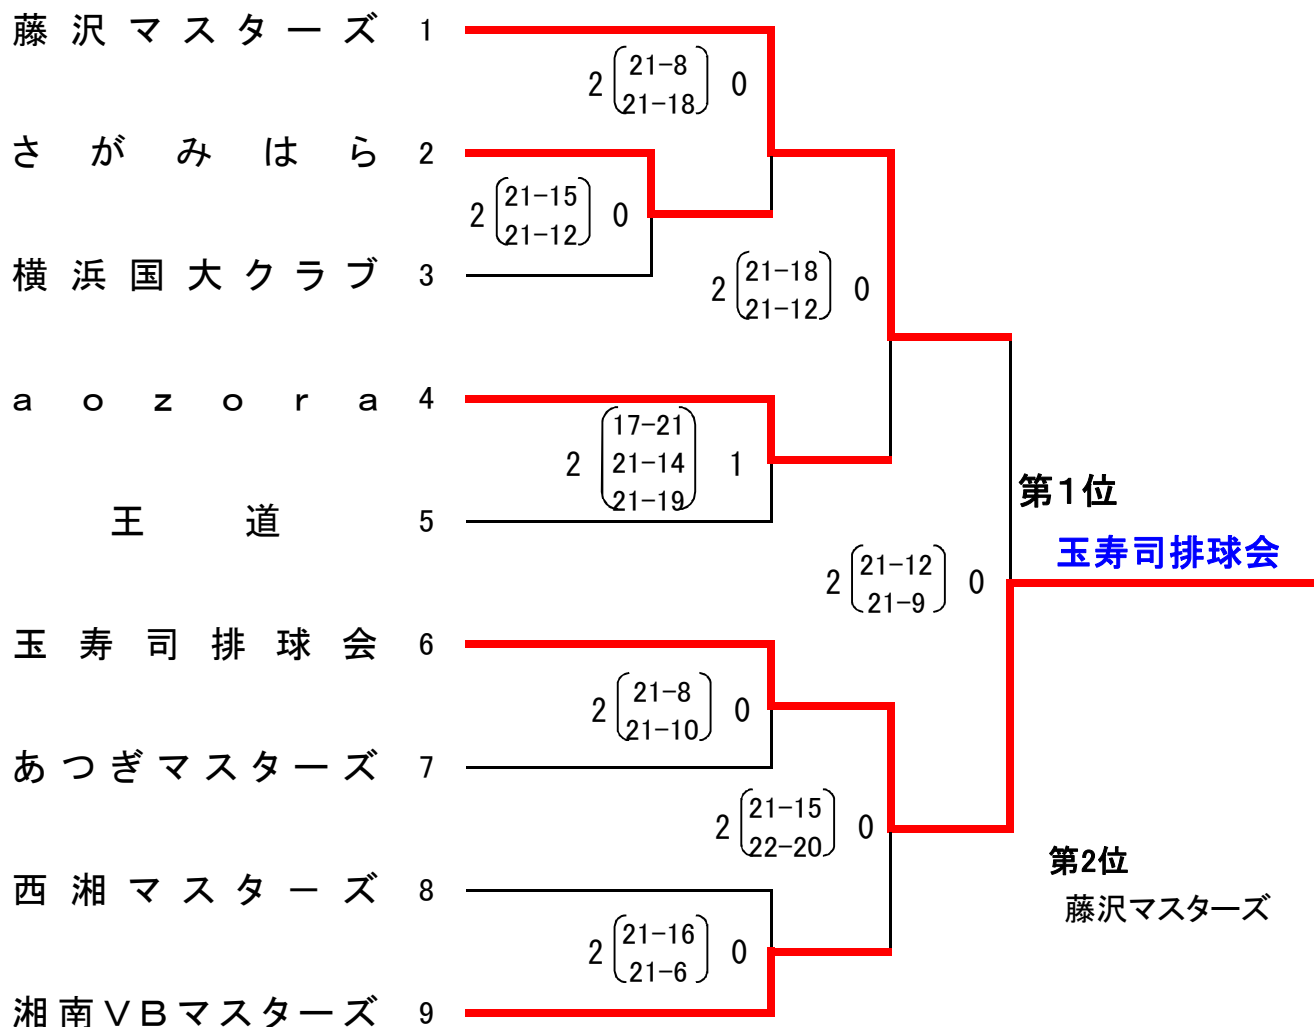 藤沢マスターズ 1
2 21-8 0
21-18
さがみはら 2
2 21-15 0
21-12
横浜国大クラブ 3
2 21-18 0
21-12
aozora 4
17-21
2 21-14 1
21-19
第1位
王道 5
玉寿司排球会
2 21-12 0
21-9
玉寿司排球会 6
2 21-8 0
21-10
あつぎマスターズ 7
2 21-15 0
22-20
第2位
西湘マスターズ 8
藤沢マスターズ
2 21-16 0
21-6
湘南VBマスターズ 9